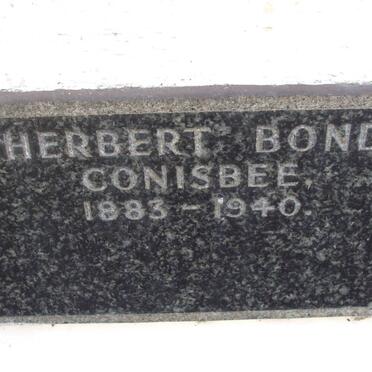 HERBERT BOND
CONISBEE
1883 - 1940.